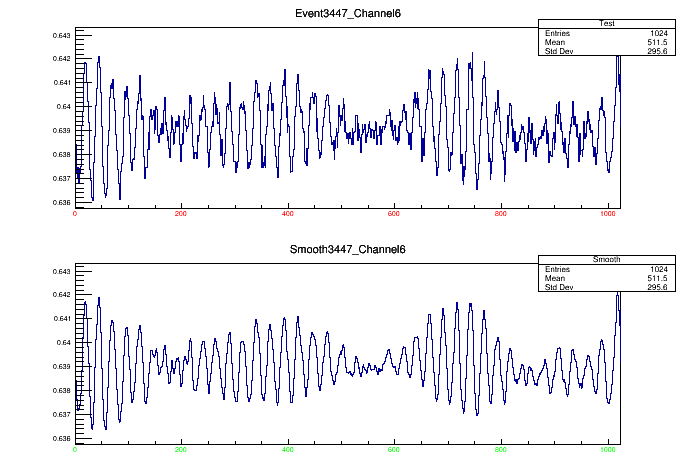 Event3447_Channel6
Test
Entries 1024
Mean 511.5
Std Dev 295.6
0.643
0.642
0.641
0.64
0.639
0.638
0.637
0.636
0 200 400 600 800 1000
Smooth3447_Channel6
Smooth
Entries 1024
Mean 511.5
Std Dev 295.6
0.643
0.642
0.641
0.64
0.639
0.638
0.637
0.636
0 200 400 600 800 1000